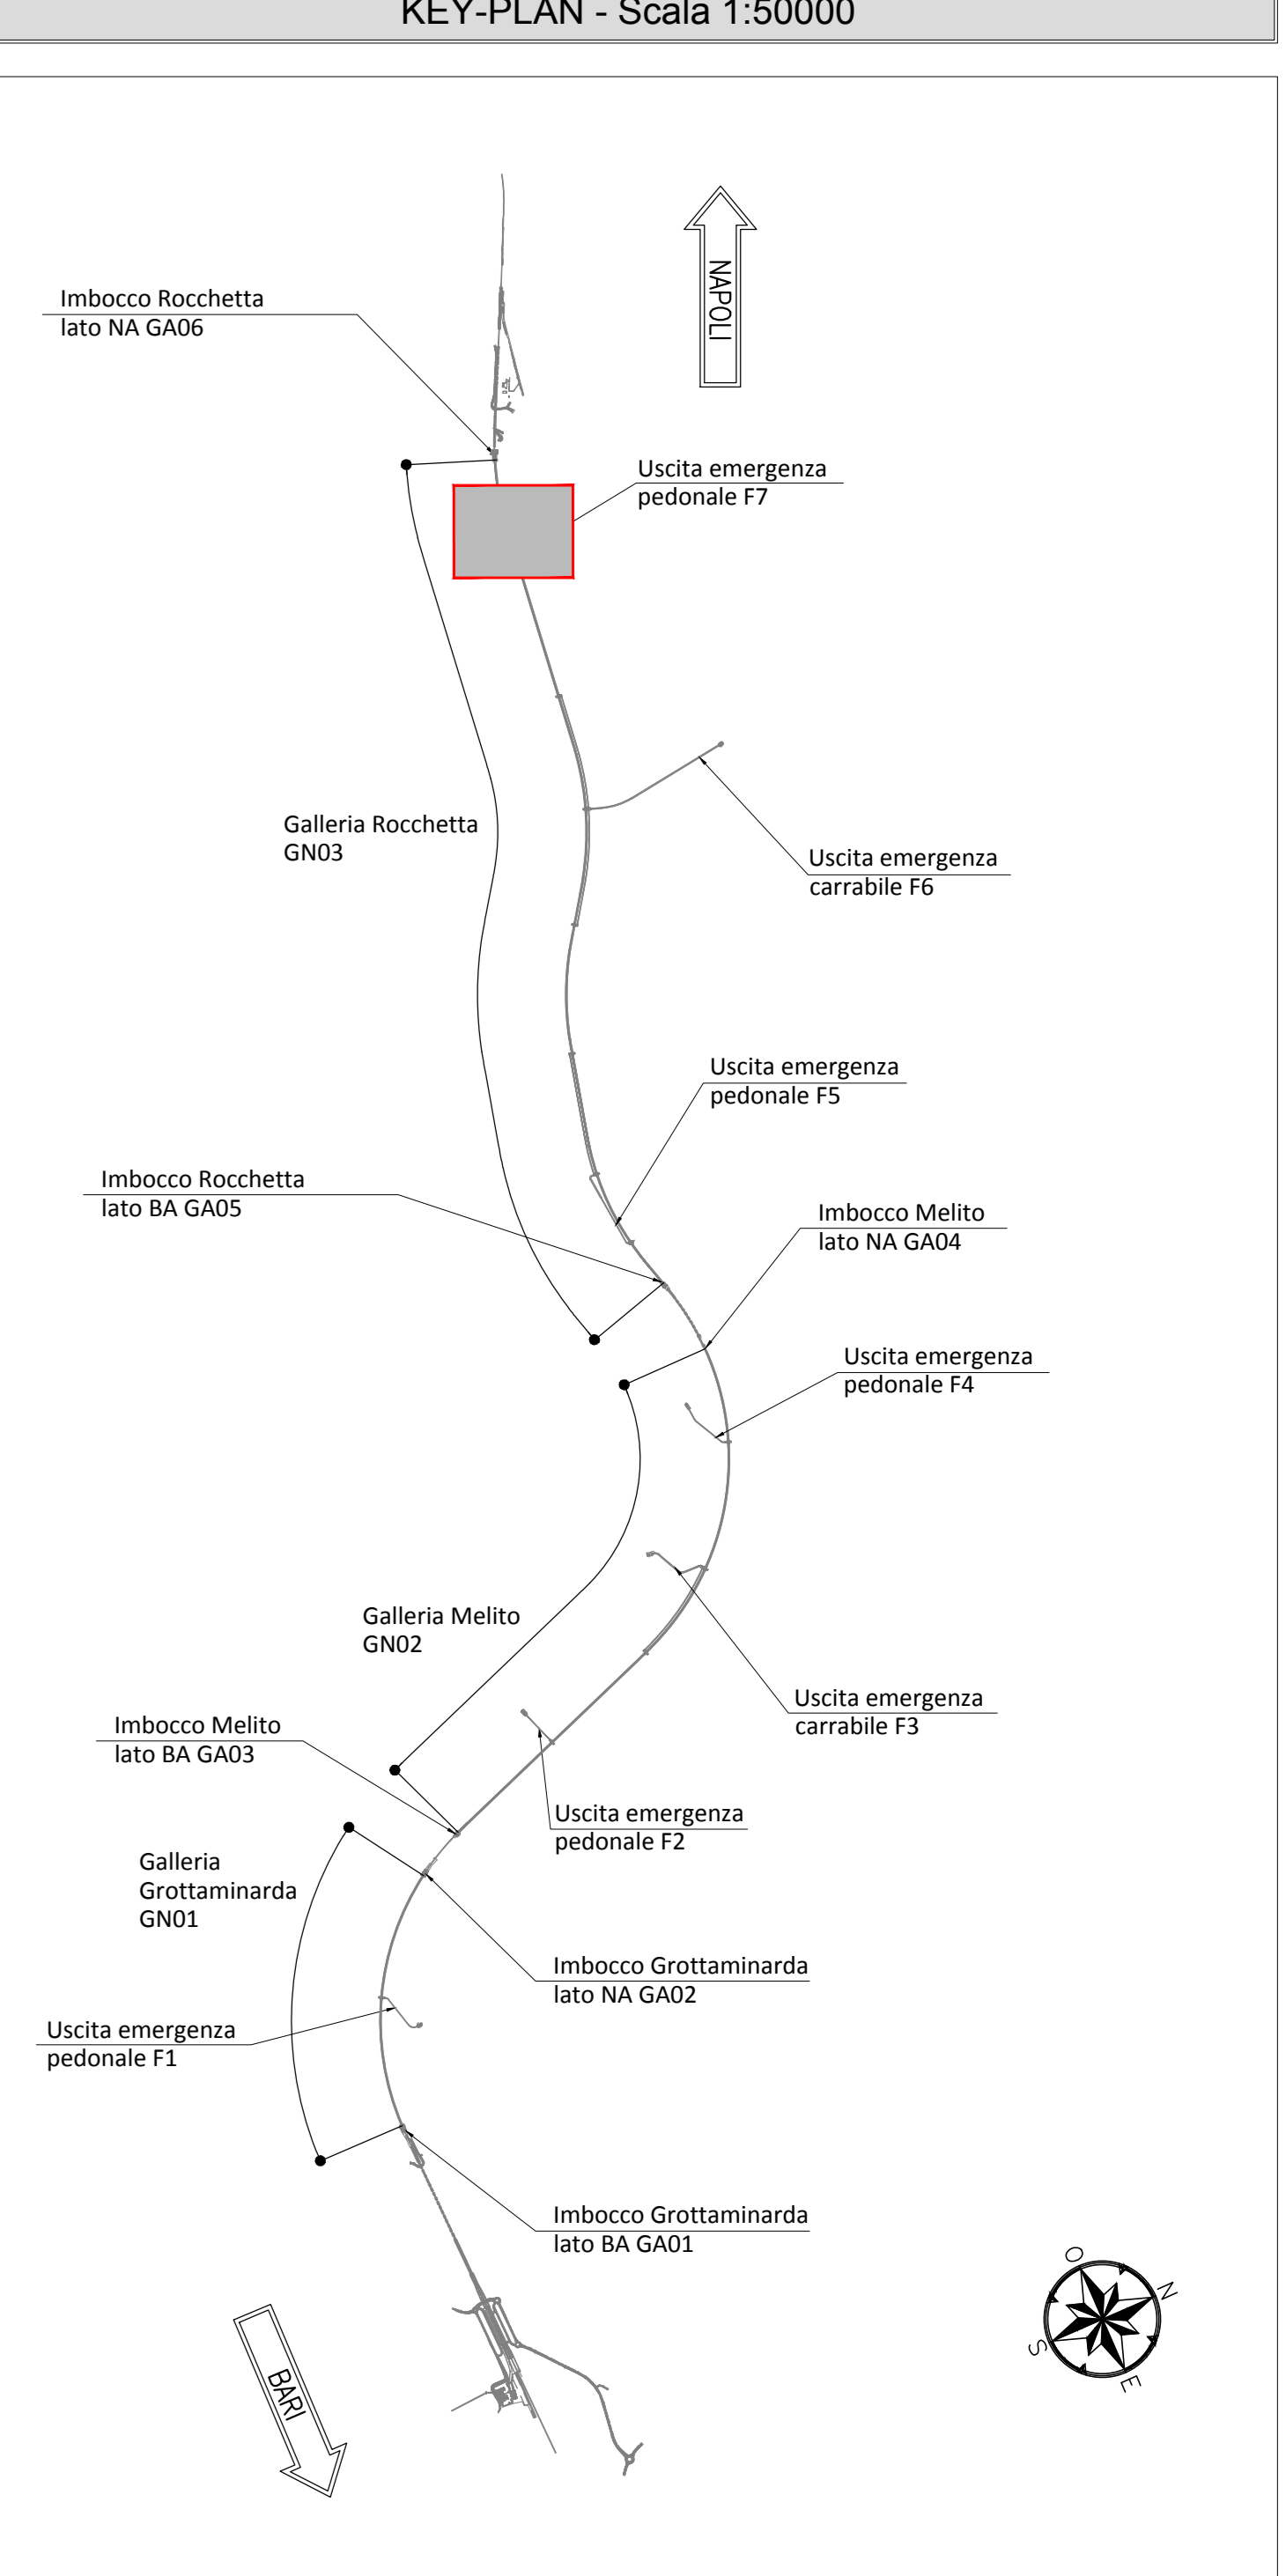 KEY-PLAN - Scala 1:50000
NAPOLI
Imbocco Rocchetta
lato NA GA06
Uscita emergenza
pedonale F7
Galleria Rocchetta
GN03
Uscita emergenza
carrabile F6
Uscita emergenza
pedonale F5
Imbocco Rocchetta
lato BA GA05
Imbocco Melito
lato NA GA04
Uscita emergenza
pedonale F4
Galleria Melito
GN02
Uscita emergenza
carrabile F3
Imbocco Melito
lato BA GA03
Uscita emergenza
pedonale F2
Galleria
Grottaminarda
GN01
Imbocco Grottaminarda
lato NA GA02
Uscita emergenza
pedonale F1
Imbocco Grottaminarda
lato BA GA01
BARI
O
N
S
E